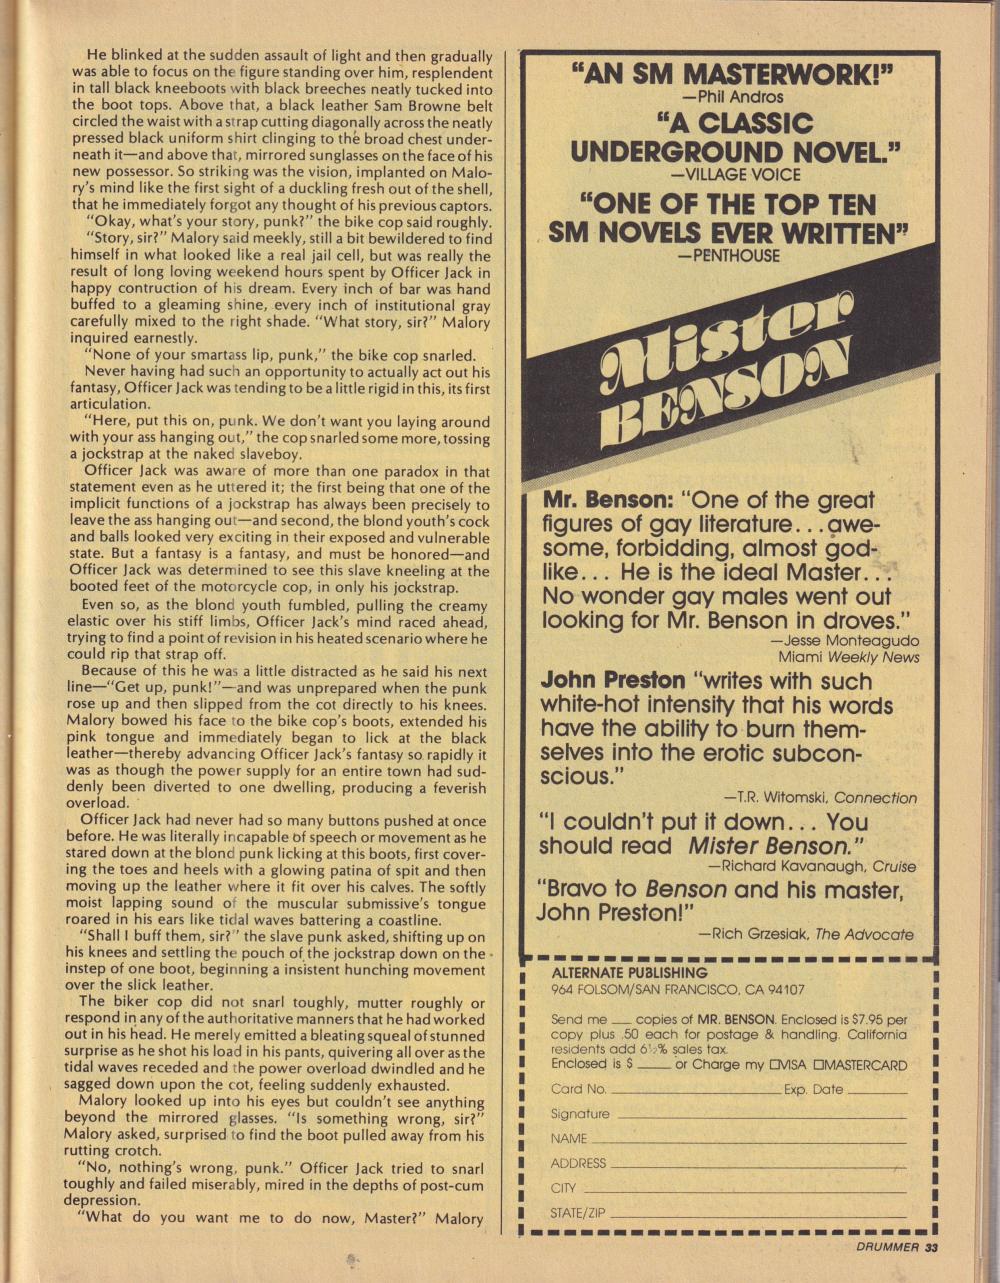 He blinked at the sudden assault of light and then gradually
was able to focus on the figure standing over him, resplendent
in tall black kneeboots with black breeches neatly tucked into
the boot tops. Above that, a black leather Sam Browne belt
circled the waist with a strap cutting diagonally across the neatly
pressed black uniform shirt clinging to the broad chest under-
neath it—and above that, mirrored sunglasses on the face of his
new possessor. So striking was the vision, implanted on Malo-
ry's mind like the first sight of a duckling fresh out of the shell,
that he immediately forgot any thought of his previous captors.
"Okay, what's your story, punk?" the bike cop said roughly.
"Story, sir?" Malory said meekly, still a bit bewildered to find
himself in what looked like a real jail cell, but was really the
result of long loving weekend hours spent by Officer Jack in
happy contruction of his dream. Every inch of bar was hand
buffed to a gleaming shine, every inch of institutional gray
carefully mixed to the right shade. "What story, sir?" Malory
inquired earnestly.
"None of your smartass lip, punk," the bike cop snarled.
Never having had such an opportunity to actually act out his
fantasy, Officer Jack was tending to be a little rigid in this, its first
articulation.
"Here, put this on, punk. We don't want you laying around
with your ass hanging out," the cop snarled some more, tossing
a jockstrap at the naked slaveboy.
Officer Jack was aware of more than one paradox in that
statement even as he uttered it; the first being that one of the
implicit functions of a jockstrap has always been precisely to
leave the ass hanging out—and second, the blond youth's cock
and balls looked very exciting in their exposed and vulnerable
state. But a fantasy is a fantasy, and must be honored—and
Officer Jack was determined to see this slave kneeling at the
booted feet of the motorcycle cop, in only his jockstrap.
Even so, as the blond youth fumbled, pulling the creamy
elastic over his stiff limbs, Officer Jack's mind raced ahead,
trying to find a point of revision in his heated scenario where he
could rip that strap off.
Because of this he was a little distracted as he said his next
line—"Get up, punk!"—and was unprepared when the punk
rose up and then slipped from the cot directly to his knees.
Malory bowed his face to the bike cop's boots, extended his
pink tongue and immediately began to lick at the black
leather—thereby advancing Officer Jack's fantasy so rapidly it
was as though the power supply for an entire town had sud-
denly been diverted to one dwelling, producing a feverish
overload.
Officer Jack had never had so many buttons pushed at once
before. He was literally incapable of speech or movement as he
stared down at the blond punk licking at this boots, first cover-
ing the toes and heels with a glowing patina of spit and then
moving up the leather where it fit over his calves. The softly
moist lapping sound of the muscular submissive's tongue
roared in his ears like tidal waves battering a coastline.
"Shall I buff them, sir?" the slave punk asked, shifting up on
his knees and settling the pouch of the jockstrap down on the
instep of one boot, beginning a insistent hunching movement
over the slick leather.
The biker cop did not snarl toughly, mutter roughly or
respond in any of the authoritative manners that he had worked
out in his head. He merely emitted a bleating squeal of stunned
surprise as he shot his load in his pants, quivering all over as the
tidal waves receded and the power overload dwindled and he
sagged down upon the cot, feeling suddenly exhausted.
Malory looked up into his eyes but couldn't see anything
beyond the mirrored glasses. "Is something wrong, sir?"
Malory asked, surprised to find the boot pulled away from his
rutting crotch.
"No, nothing's wrong, punk." Officer Jack tried to snarl
toughly and failed miserably, mired in the depths of post-cum
depression.
"What do you want me to do now, Master?" Malory
"AN SM MASTERWORK!"
—Phil Andros
"A CLASSIC
UNDERGROUND NOVEL."
—VILLAGE VOICE
"ONE OF THE TOP TEN
SM NOVELS EVER WRITTEN"
—PENTHOUSE
Mister
BENSON
Mr. Benson: "One of the great
figures of gay literature...awe-
some, forbidding, almost god-
like... He is the ideal Master...
No wonder gay males went out
looking for Mr. Benson in droves."
—Jesse Monteagudo
Miami Weekly News
John Preston "writes with such
white-hot intensity that his words
have the ability to burn them-
selves into the erotic subcon-
scious."
—T.R. Witomski, Connection
"I couldn't put it down... You
should read Mister Benson."
—Richard Kavanaugh, Cruise
"Bravo to Benson and his master,
John Preston!"
—Rich Grzesiak, The Advocate
ALTERNATE PUBLISHING
964 FOLSOM/SAN FRANCISCO, CA 94107
Send me ___ copies of MR. BENSON. Enclosed is $7.95 per
copy plus .50 each for postage & handling. California
residents add 6½% sales tax.
Enclosed is $ _____ or Charge my ☐VISA ☐MASTERCARD
Card No. _____ Exp. Date _____
Signature _____
NAME _____
ADDRESS _____
CITY _____
STATE/ZIP _____
DRUMMER 33